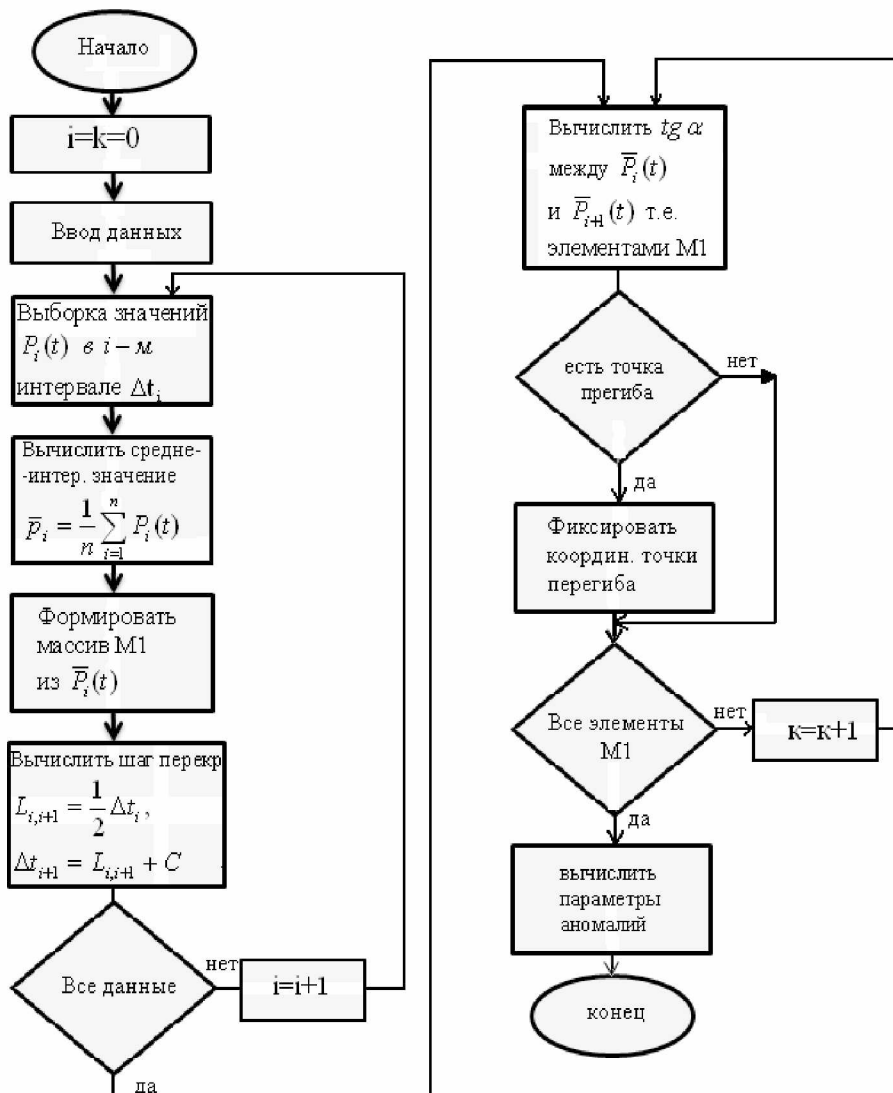 Начало
i=k=0
Ввод данных
Выборка значений
P_i(t) в i – м
интервале Δt_i
Вычислить средне-
-интер. значение
p̅_i = 1/n ∑_{i=1}^{n} P_i(t)
Формировать
массив М1
из P̅_i(t)
Вычислить шаг перекр
L_{i,i+1} = 1/2 Δt_i,
Δt_{i+1} = L_{i,i+1} + C
Все данные
нет
i=i+1
да
Вычислить tg α
между P̅_i(t)
и P̅_{i+1}(t) т.е.
элементами М1
есть точка
прегиба
нет
да
Фиксировать
координ. точки
перегиба
Все элементы
М1
нет
к=к+1
да
вычислить
параметры
аномалий
конец